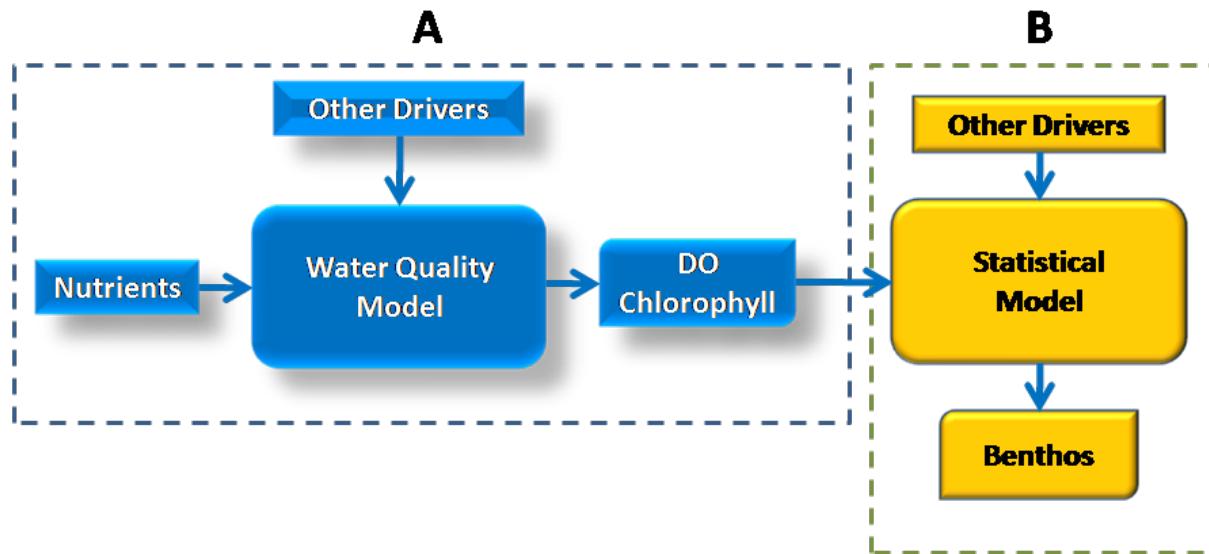 A
B
Other Drivers
Nutrients
Water Quality
Model
DO
Chlorophyll
Other Drivers
Statistical
Model
Benthos